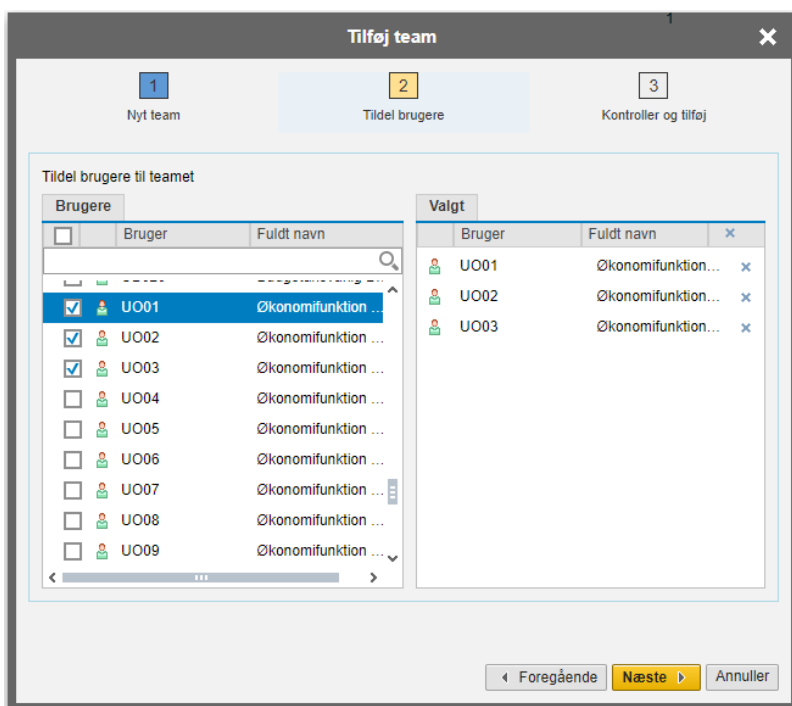 1
Tilføj team
1
2
3
Nyt team
Tildel brugere
Kontroller og tilføj
Tildel brugere til teamet
Brugere
Bruger Fuldt navn
UO01 Økonomifunktion ...
UO02 Økonomifunktion ...
UO03 Økonomifunktion ...
UO04 Økonomifunktion ...
UO05 Økonomifunktion ...
UO06 Økonomifunktion ...
UO07 Økonomifunktion ...
UO08 Økonomifunktion ...
UO09 Økonomifunktion ...
Valgt
Bruger Fuldt navn
UO01 Økonomifunktion...
UO02 Økonomifunktion...
UO03 Økonomifunktion...
Foregående
Næste
Annuller